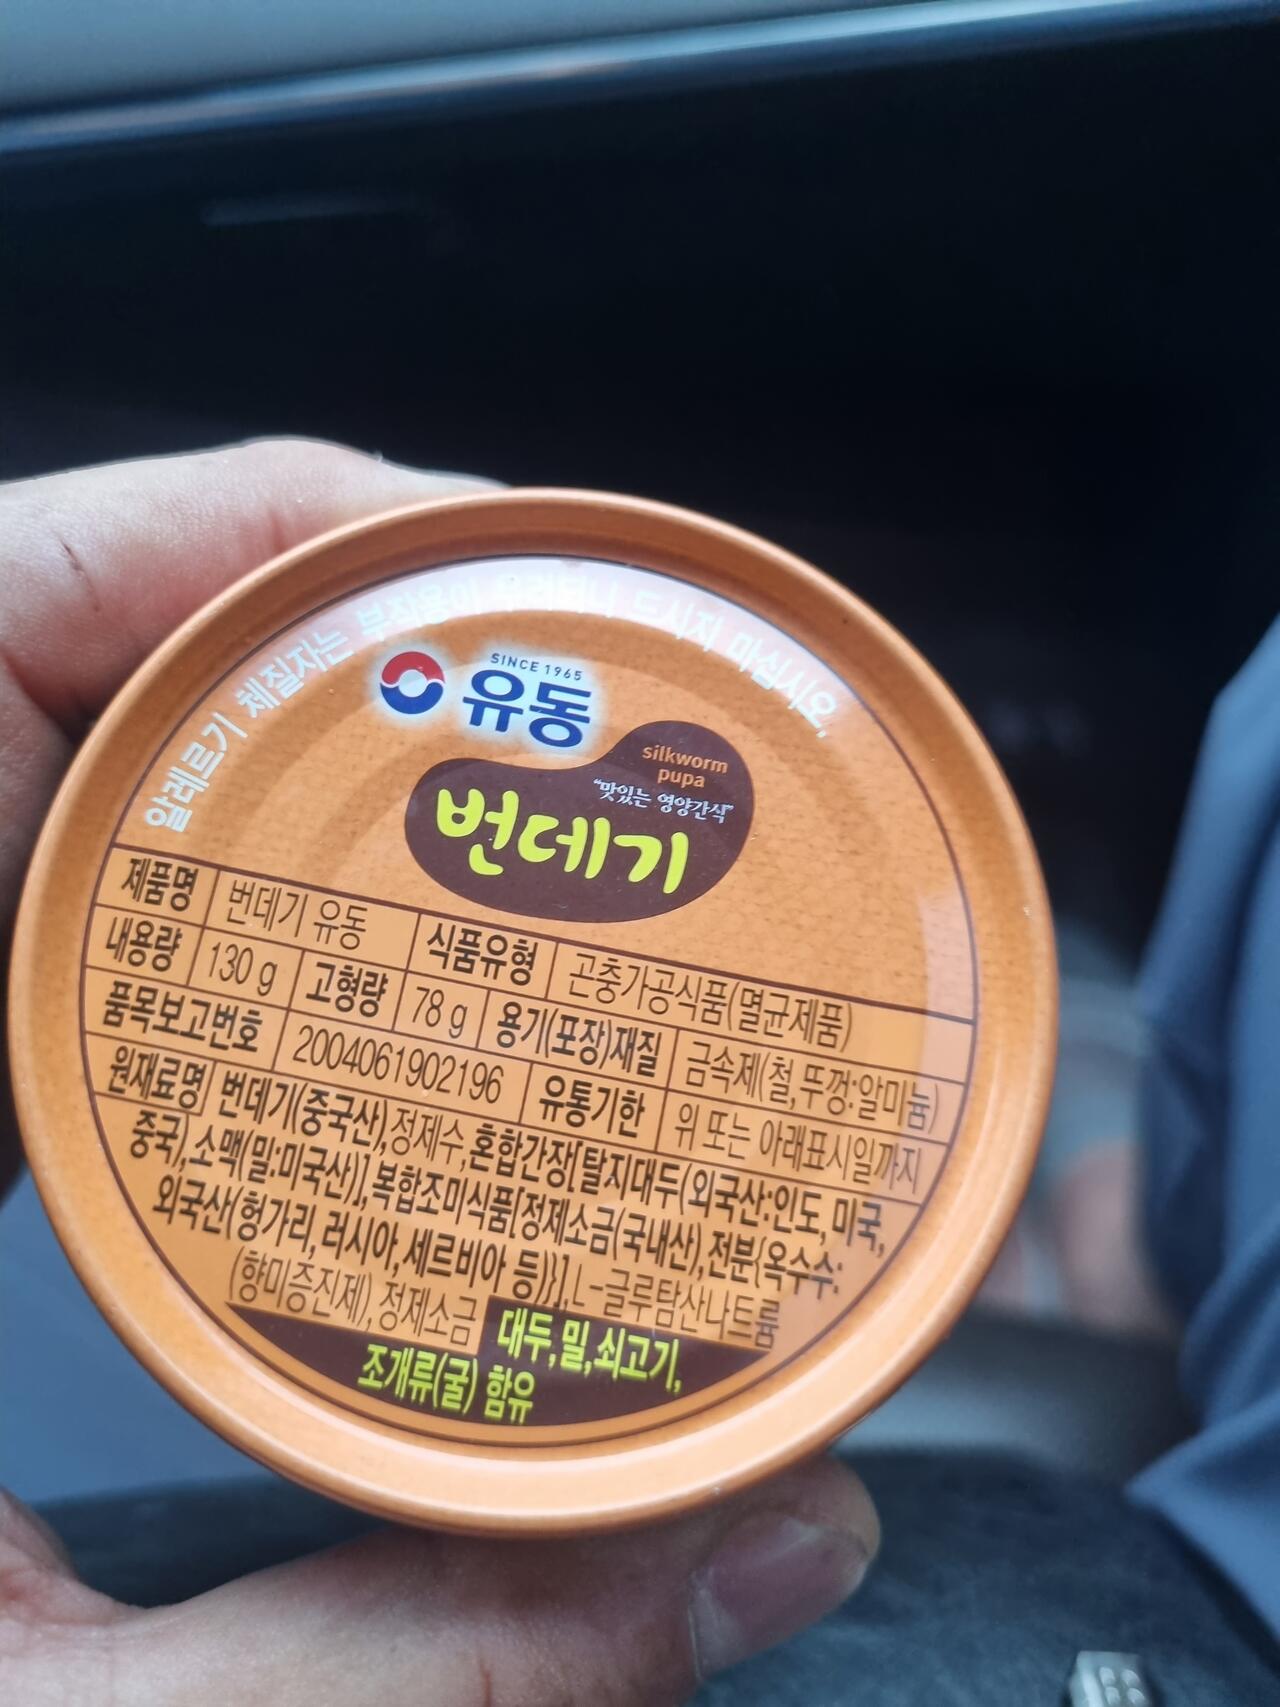 알레르기 체질자는 부작용이 우려되니 드시지 마십시오,
SINCE 1965
유동
silkworm
pupa
"맛있는 영양간식"
번데기
제품명 번데기 유동 식품유형 곤충가공식품(멸균제품)
내용량 130 g 고형량 78 g 용기(포장)재질 금속제(철,뚜껑:알미늄)
품목보고번호 2004061902196 유통기한 위 또는 아래표시일까지
원재료명 번데기(중국산),정제수,혼합간장[탈지대두(외국산:인도, 미국,
중국),소맥(밀:미국산)],복합조미식품[정제소금(국내산),전분{옥수수:
외국산(헝가리, 러시아,세르비아 등)}],L-글루탐산나트륨
(향미증진제), 정제소금
대두,밀,쇠고기,
조개류(굴) 함유